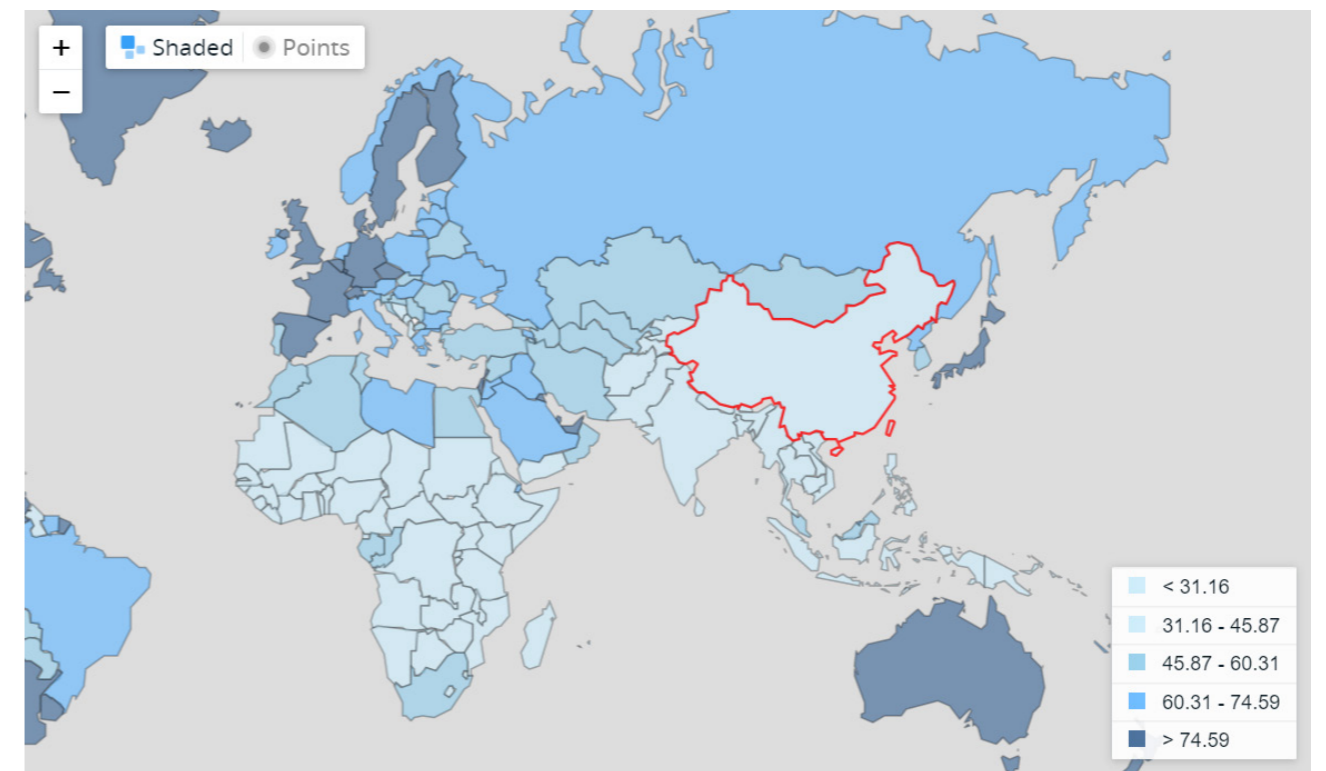 +
Shaded Points
−
< 31.16
31.16 - 45.87
45.87 - 60.31
60.31 - 74.59
> 74.59